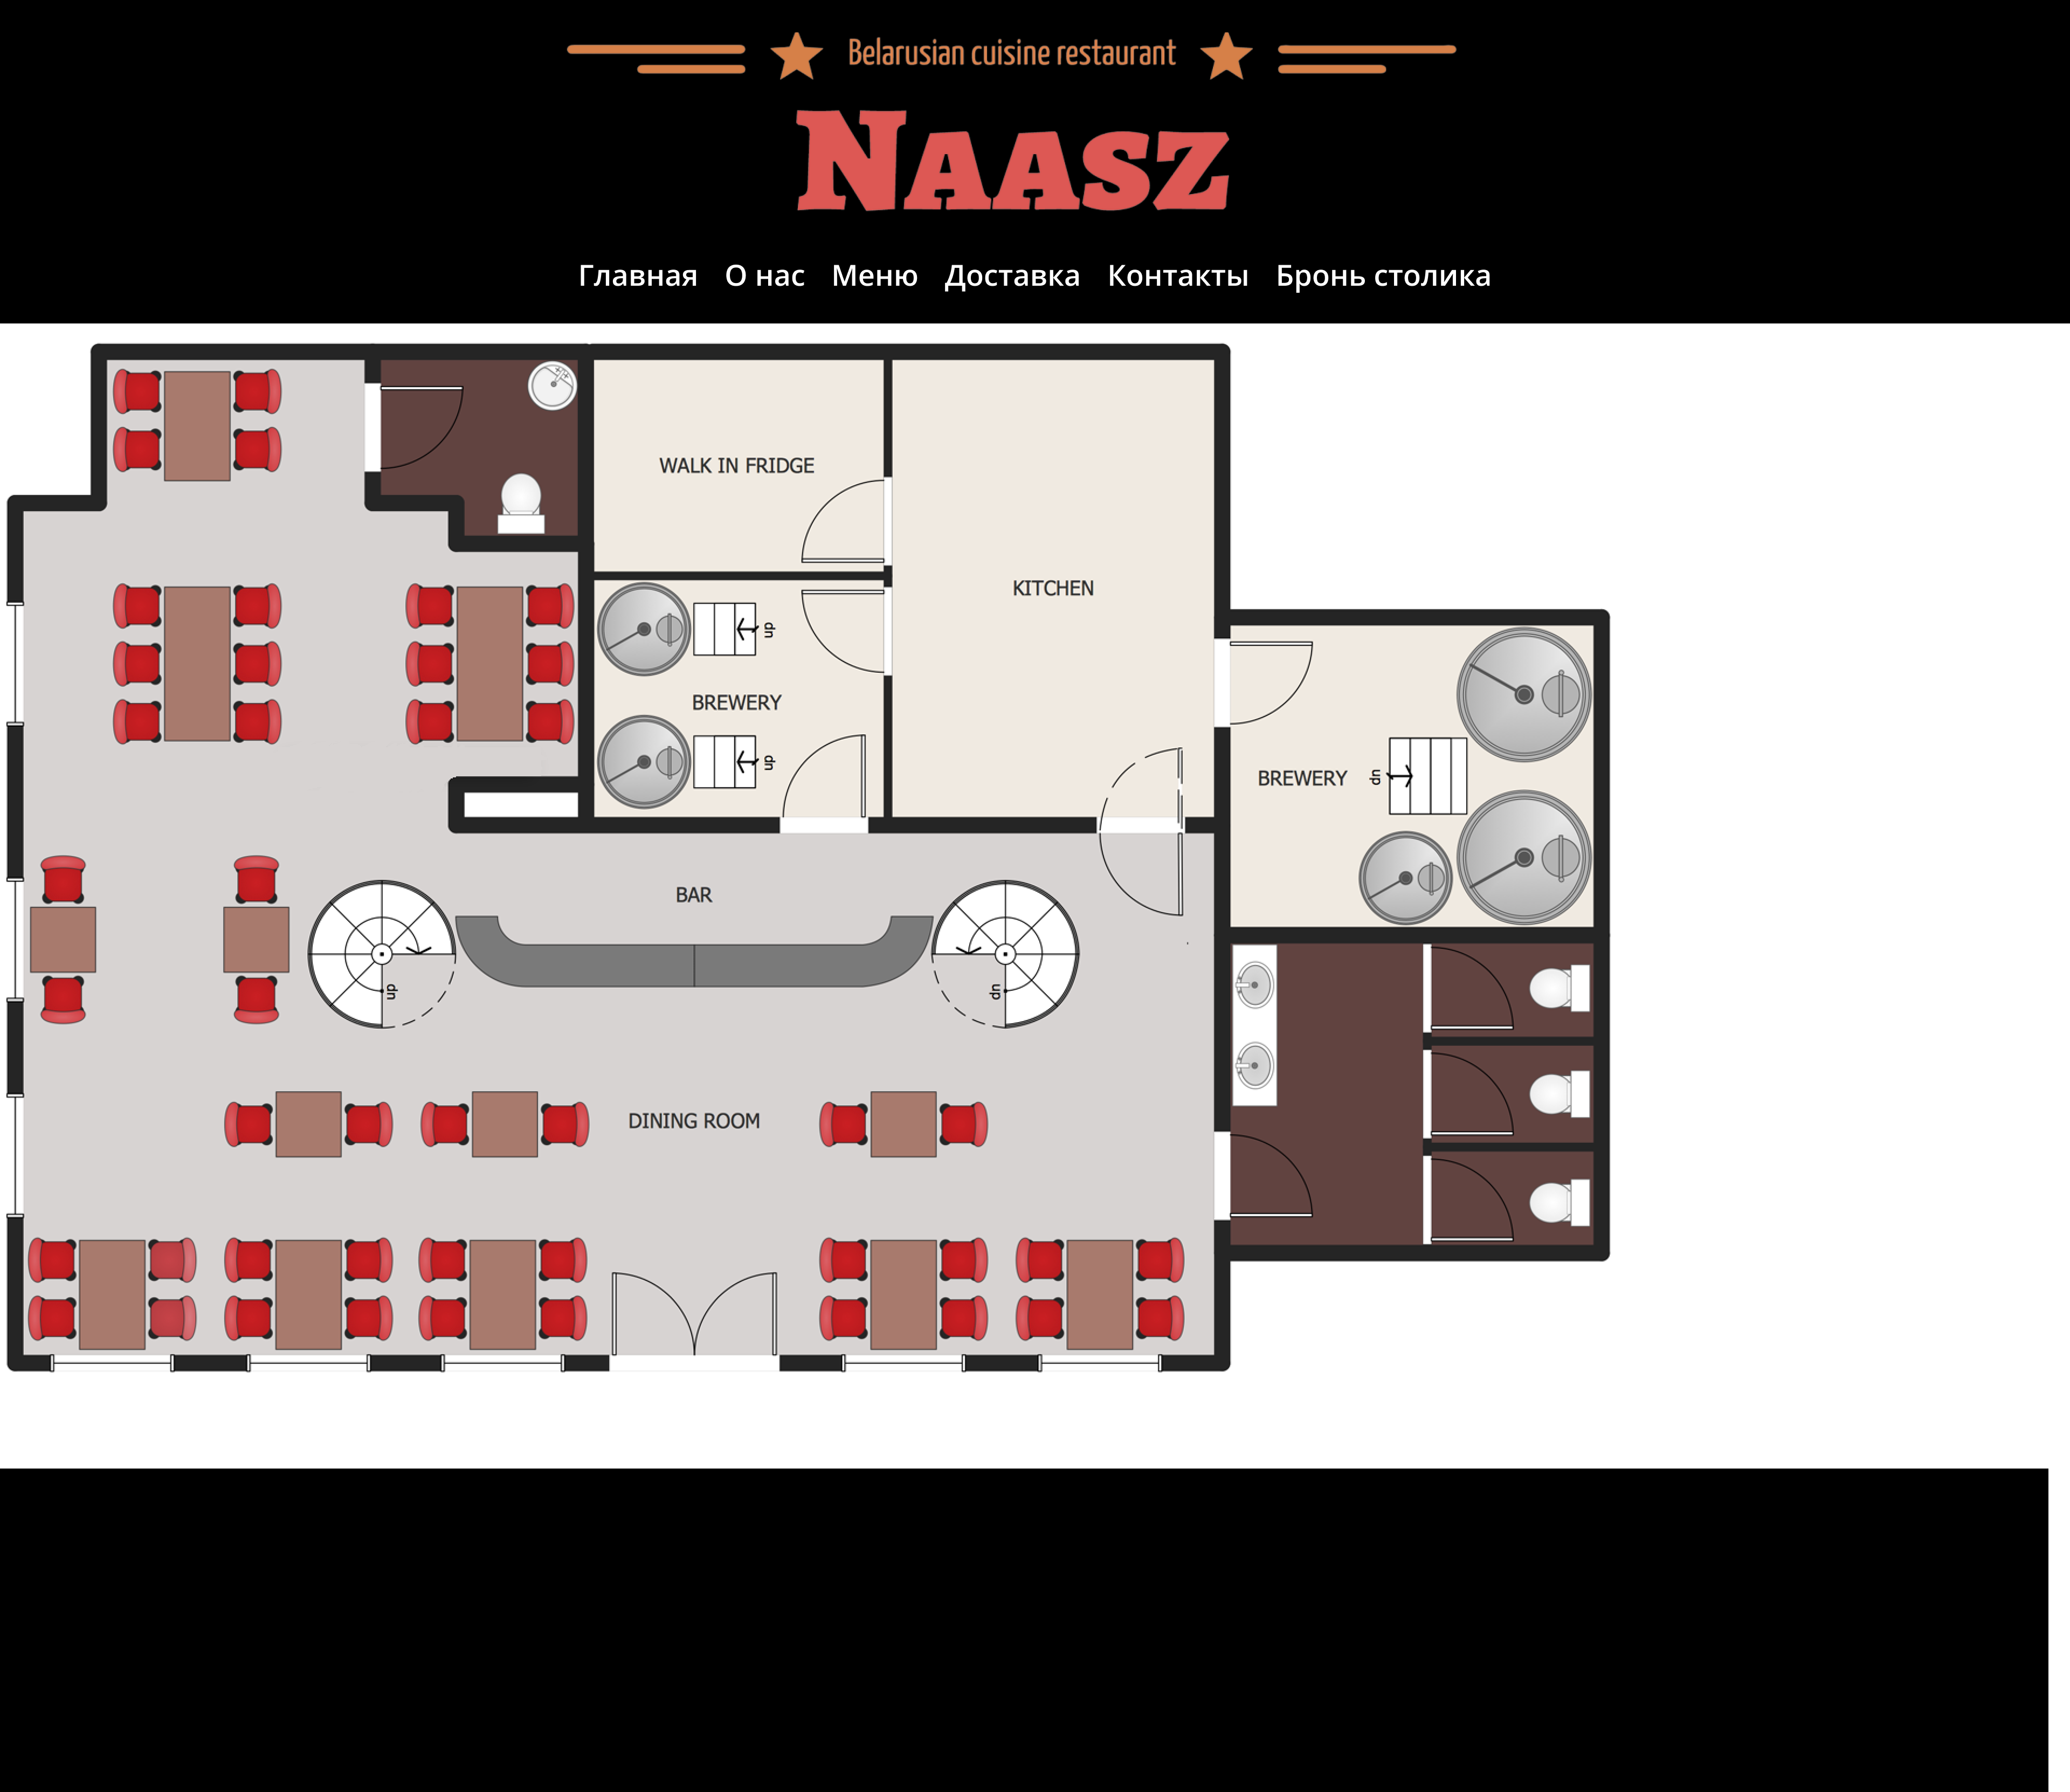 Belarusian cuisine restaurant
NAASZ
Главная О нас Меню Доставка Контакты Бронь столика
WALK IN FRIDGE
KITCHEN
up
BREWERY
up
BREWERY
up
BAR
up
dn
DINING ROOM